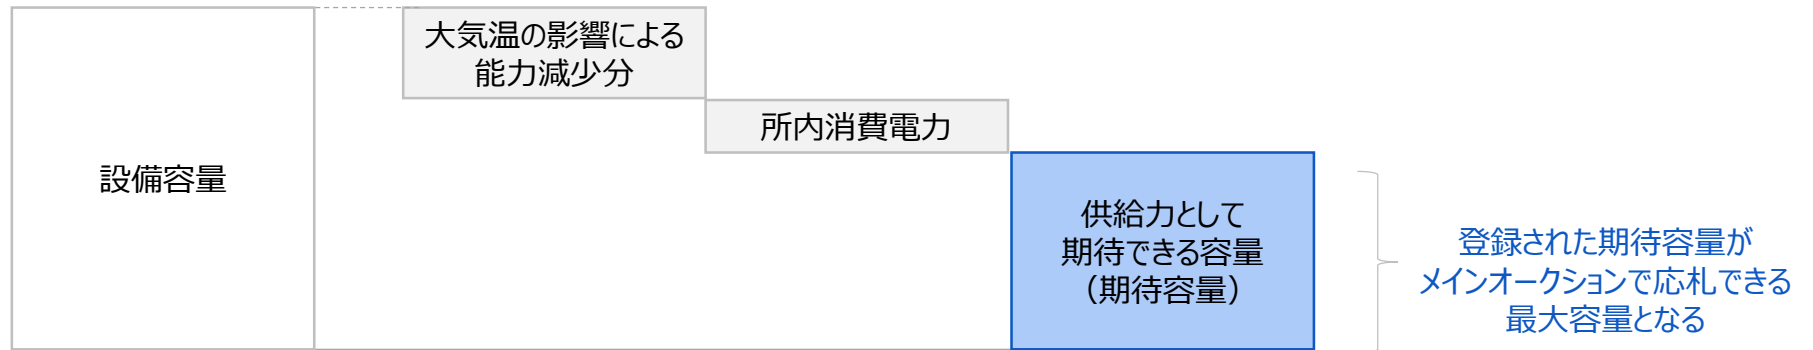 大気温の影響による
能力減少分
所内消費電力
設備容量
供給力として
期待できる容量
（期待容量）
登録された期待容量が
メインオークションで応札できる
最大容量となる